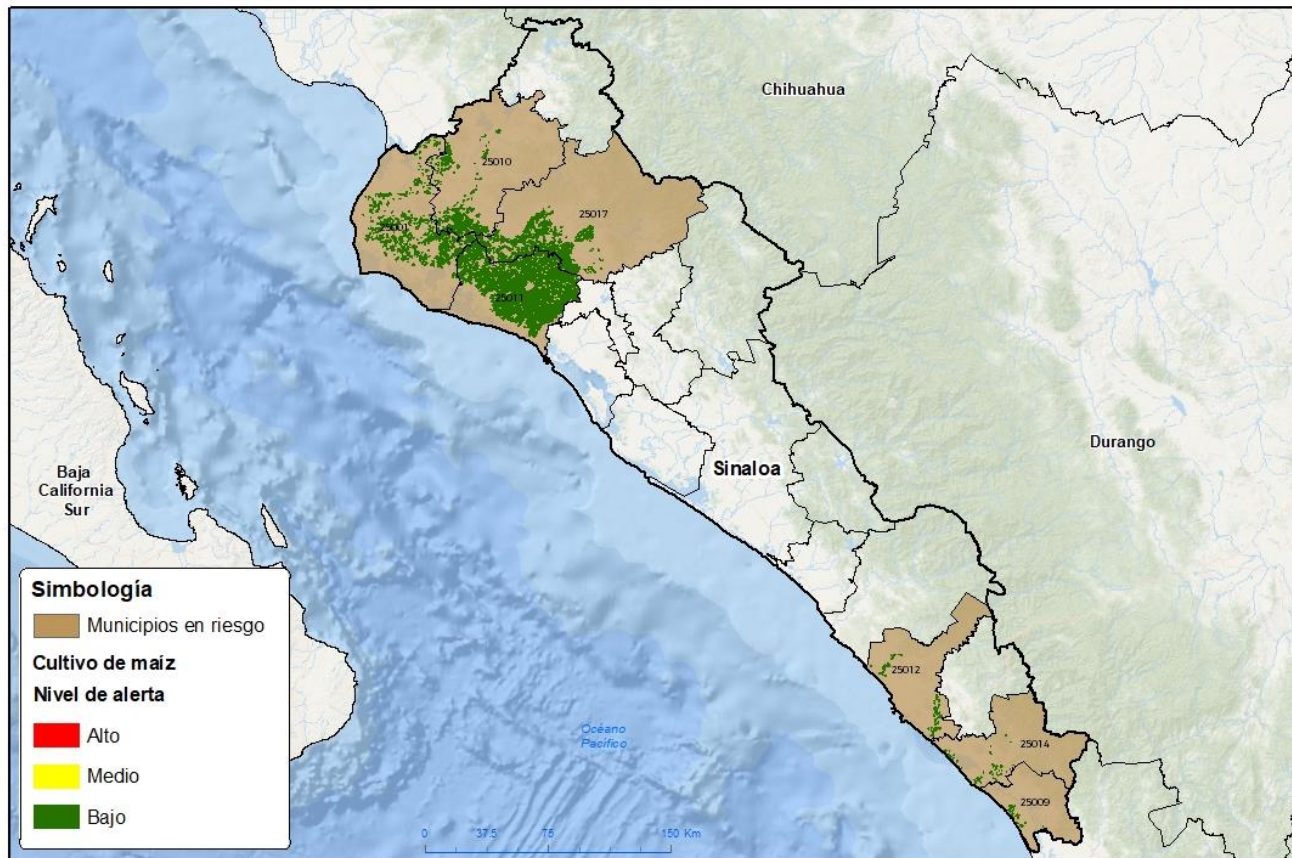 Chihuahua
25010
25017
25001
25011
Durango
Sinaloa
Baja
California
Sur
25012
25014
25009
Océano
Pacífico
Simbología
Municipios en riesgo
Cultivo de maíz
Nivel de alerta
Alto
Medio
Bajo
0 37.5 75 150 Km